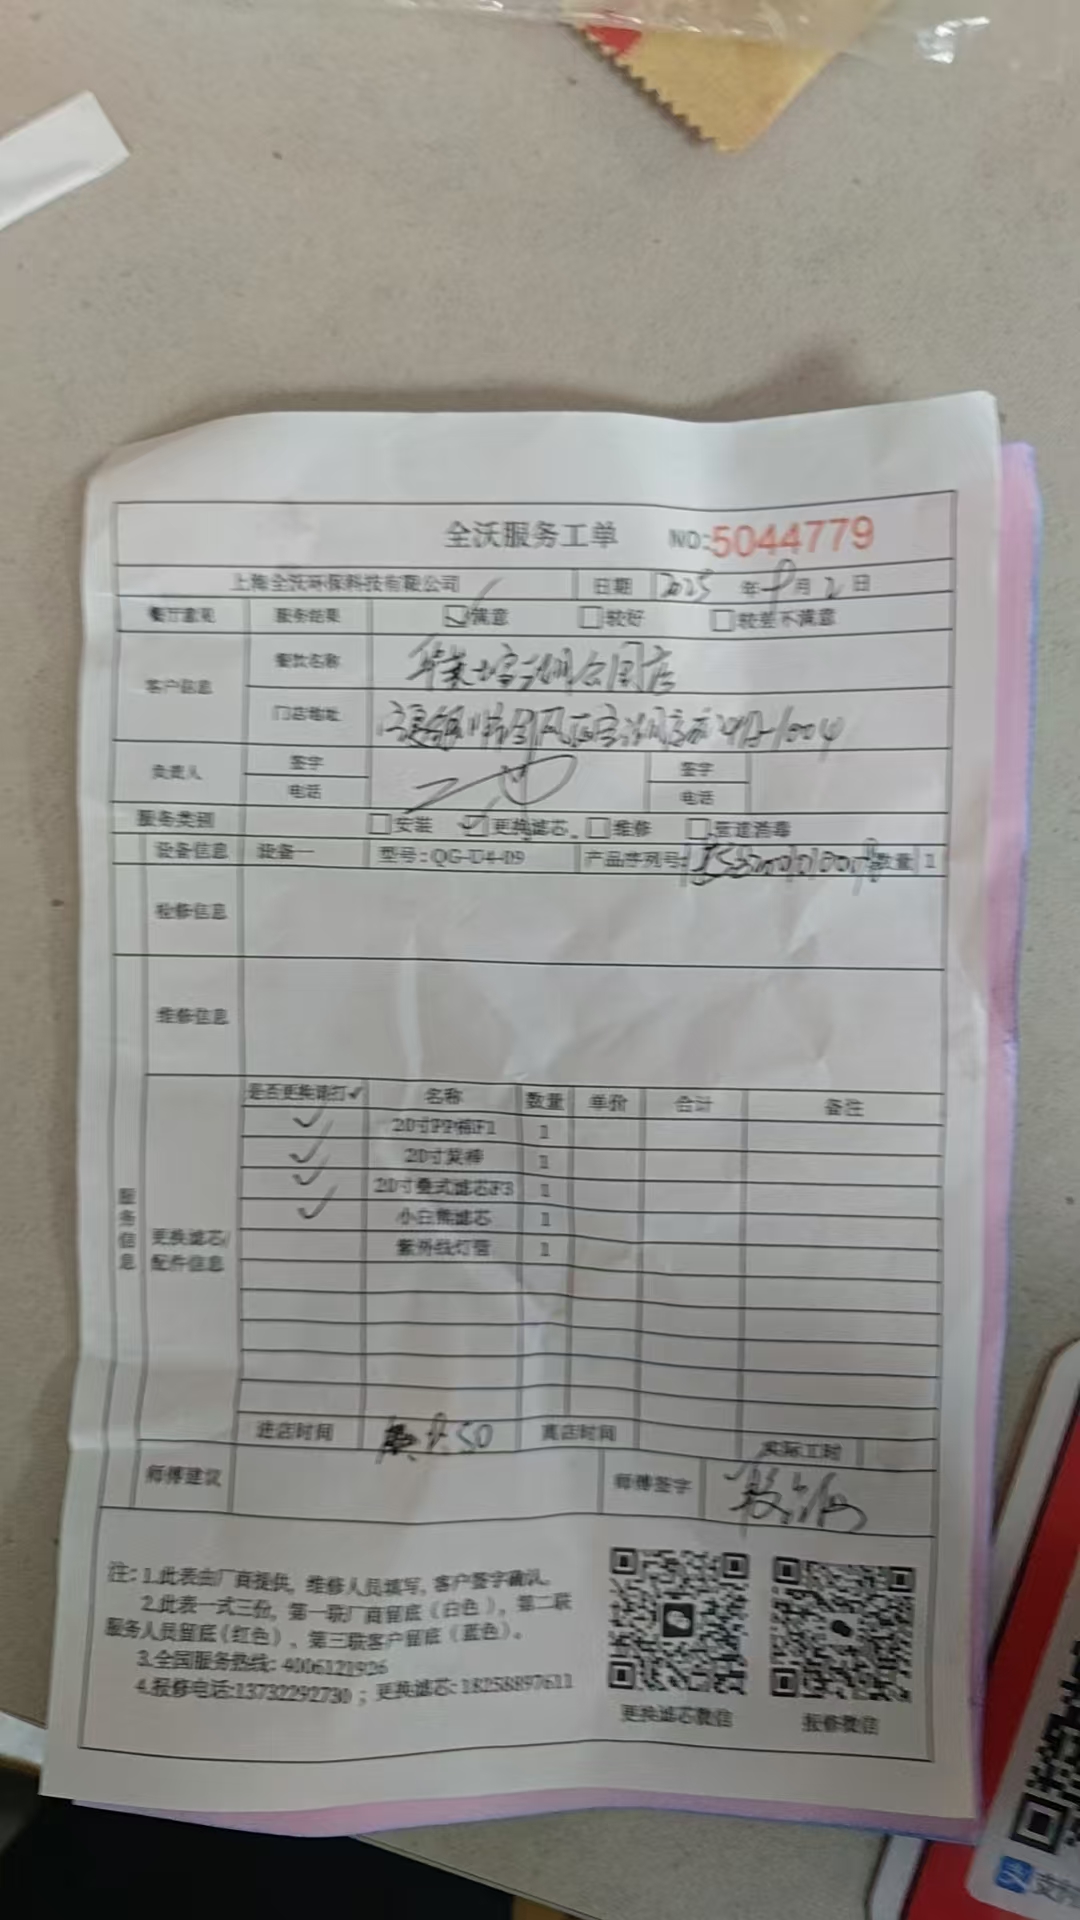 全沃服务工单 NO:5044779
上海全沃环保科技有限公司 日期 2025 年 9 月 2 日
餐厅意见 服务结果 满意 较好 较差不满意
客户信息 餐饮名称
门店地址
负责人 签字 签字
电话 电话
服务类别 安装 更换滤芯 维修 管道消毒
设备信息 设备一 型号:QG-U4-09 产品序列号: 数量 1
检修信息
维修信息
服务信息
更换滤芯/配件信息
是否更换请打✓ 名称 数量 单价 合计 备注
✓ 20寸PP棉F1 1
✓ 20寸炭棒 1
✓ 20寸叠式滤芯F3 1
✓ 小白熊滤芯 1
紫外线灯管 1
进店时间 离店时间 实际工时
师傅建议 师傅签字
注:1.此表由厂商提供,维修人员填写,客户签字确认。
2.此表一式三份,第一联厂商留底(白色)、第二联
服务人员留底(红色)、第三联客户留底(蓝色)。
3.全国服务热线:4006121926
4.报修电话:13732292730;更换滤芯:18258897611
更换滤芯微信 报修微信